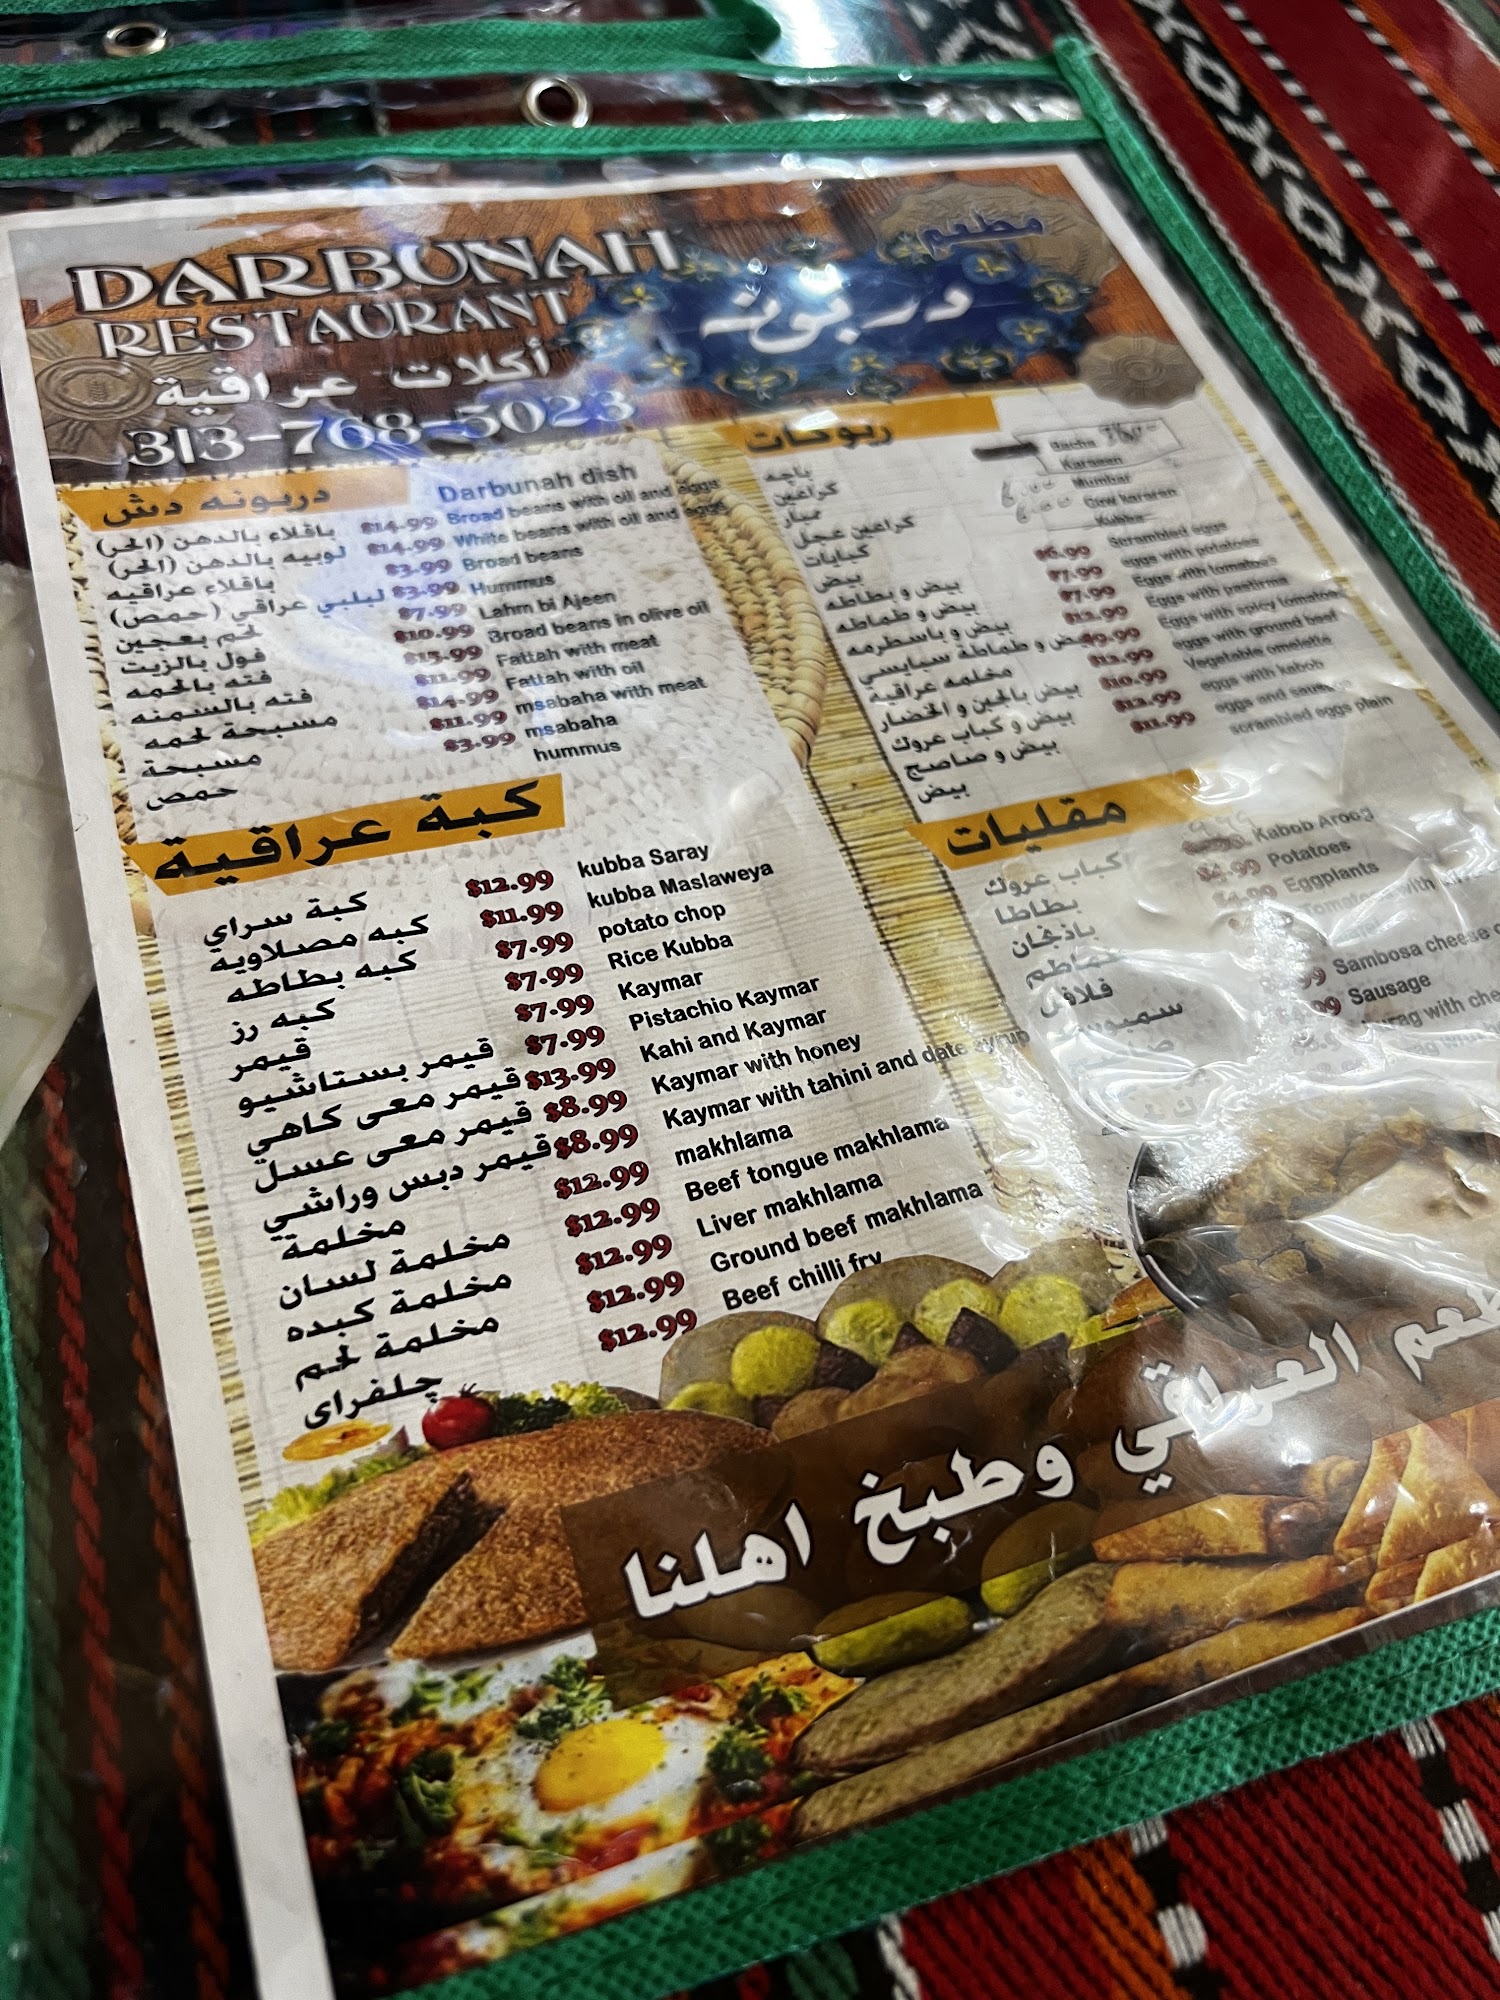 DARBUNAH
RESTAURANT
مطعم
دربونه
أكلات عراقية
313-768-5023
دربونه دش
Darbunah dish
باقلاء بالدهن (الحر) $14.99 Broad beans with oil and eggs
لوبيه بالدهن (الحر) $14.99 White beans with oil and eggs
باقلاء عراقيه $3.99 Broad beans
لبلبي عراقي (حمص) $3.99 Hummus
لحم بعجين $7.99 Lahm bi Ajeen
فول بالزيت $10.99 Broad beans in olive oil
فته بالحمه $15.99 Fattah with meat
فته بالسمنه $11.99 Fattah with oil
مسبحة لحمه $14.99 msabaha with meat
مسبحة $11.99 msabaha
حمص $3.99 hummus
كبة عراقية
كبة سراي $12.99 kubba Saray
كبه مصلاويه $11.99 kubba Maslaweya
كبه بطاطه $7.99 potato chop
كبه رز $7.99 Rice Kubba
قيمر $7.99 Kaymar
قيمر بستاشيو $7.99 Pistachio Kaymar
قيمر معى كاهي $13.99 Kahi and Kaymar
قيمر معى عسل $8.99 Kaymar with honey
قيمر دبس وراشي $8.99 Kaymar with tahini and date syrup
مخلمة $12.99 makhlama
مخلمة لسان $12.99 Beef tongue makhlama
مخلمة كبده $12.99 Liver makhlama
مخلمة لحم $12.99 Ground beef makhlama
چلفراي $12.99 Beef chilli fry
باچه Bacha
كراعين Karaeen
ممبار Mumbar
كراعين عجل Cow karaeen
كبايات Kubba
بيض $6.99 Scrambled eggs
بيض و بطاطه $7.99 eggs with potatoes
بيض و طماطه $7.99 Eggs with tomatoes
بيض و باسطرمه $12.99 Eggs with pastirma
بيض و طماطة سبايسي $9.99 Eggs with spicy tomatoes
مخلمه عراقية $12.99 eggs with ground beef
بيض بالجبن و الخضار $10.99 Vegetable omelette
بيض و كباب عروك $12.99 eggs with kabob
بيض و صاصج $11.99 eggs and sausage
بيض scrambled eggs plain
مقليات
كباب عروك Kabob Aroog
بطاطا $4.99 Potatoes
باذنجان $4.99 Eggplants
طماطم with
فلافل
Sambosa cheese
Sausage
with
العراقي وطبخ اهلنا